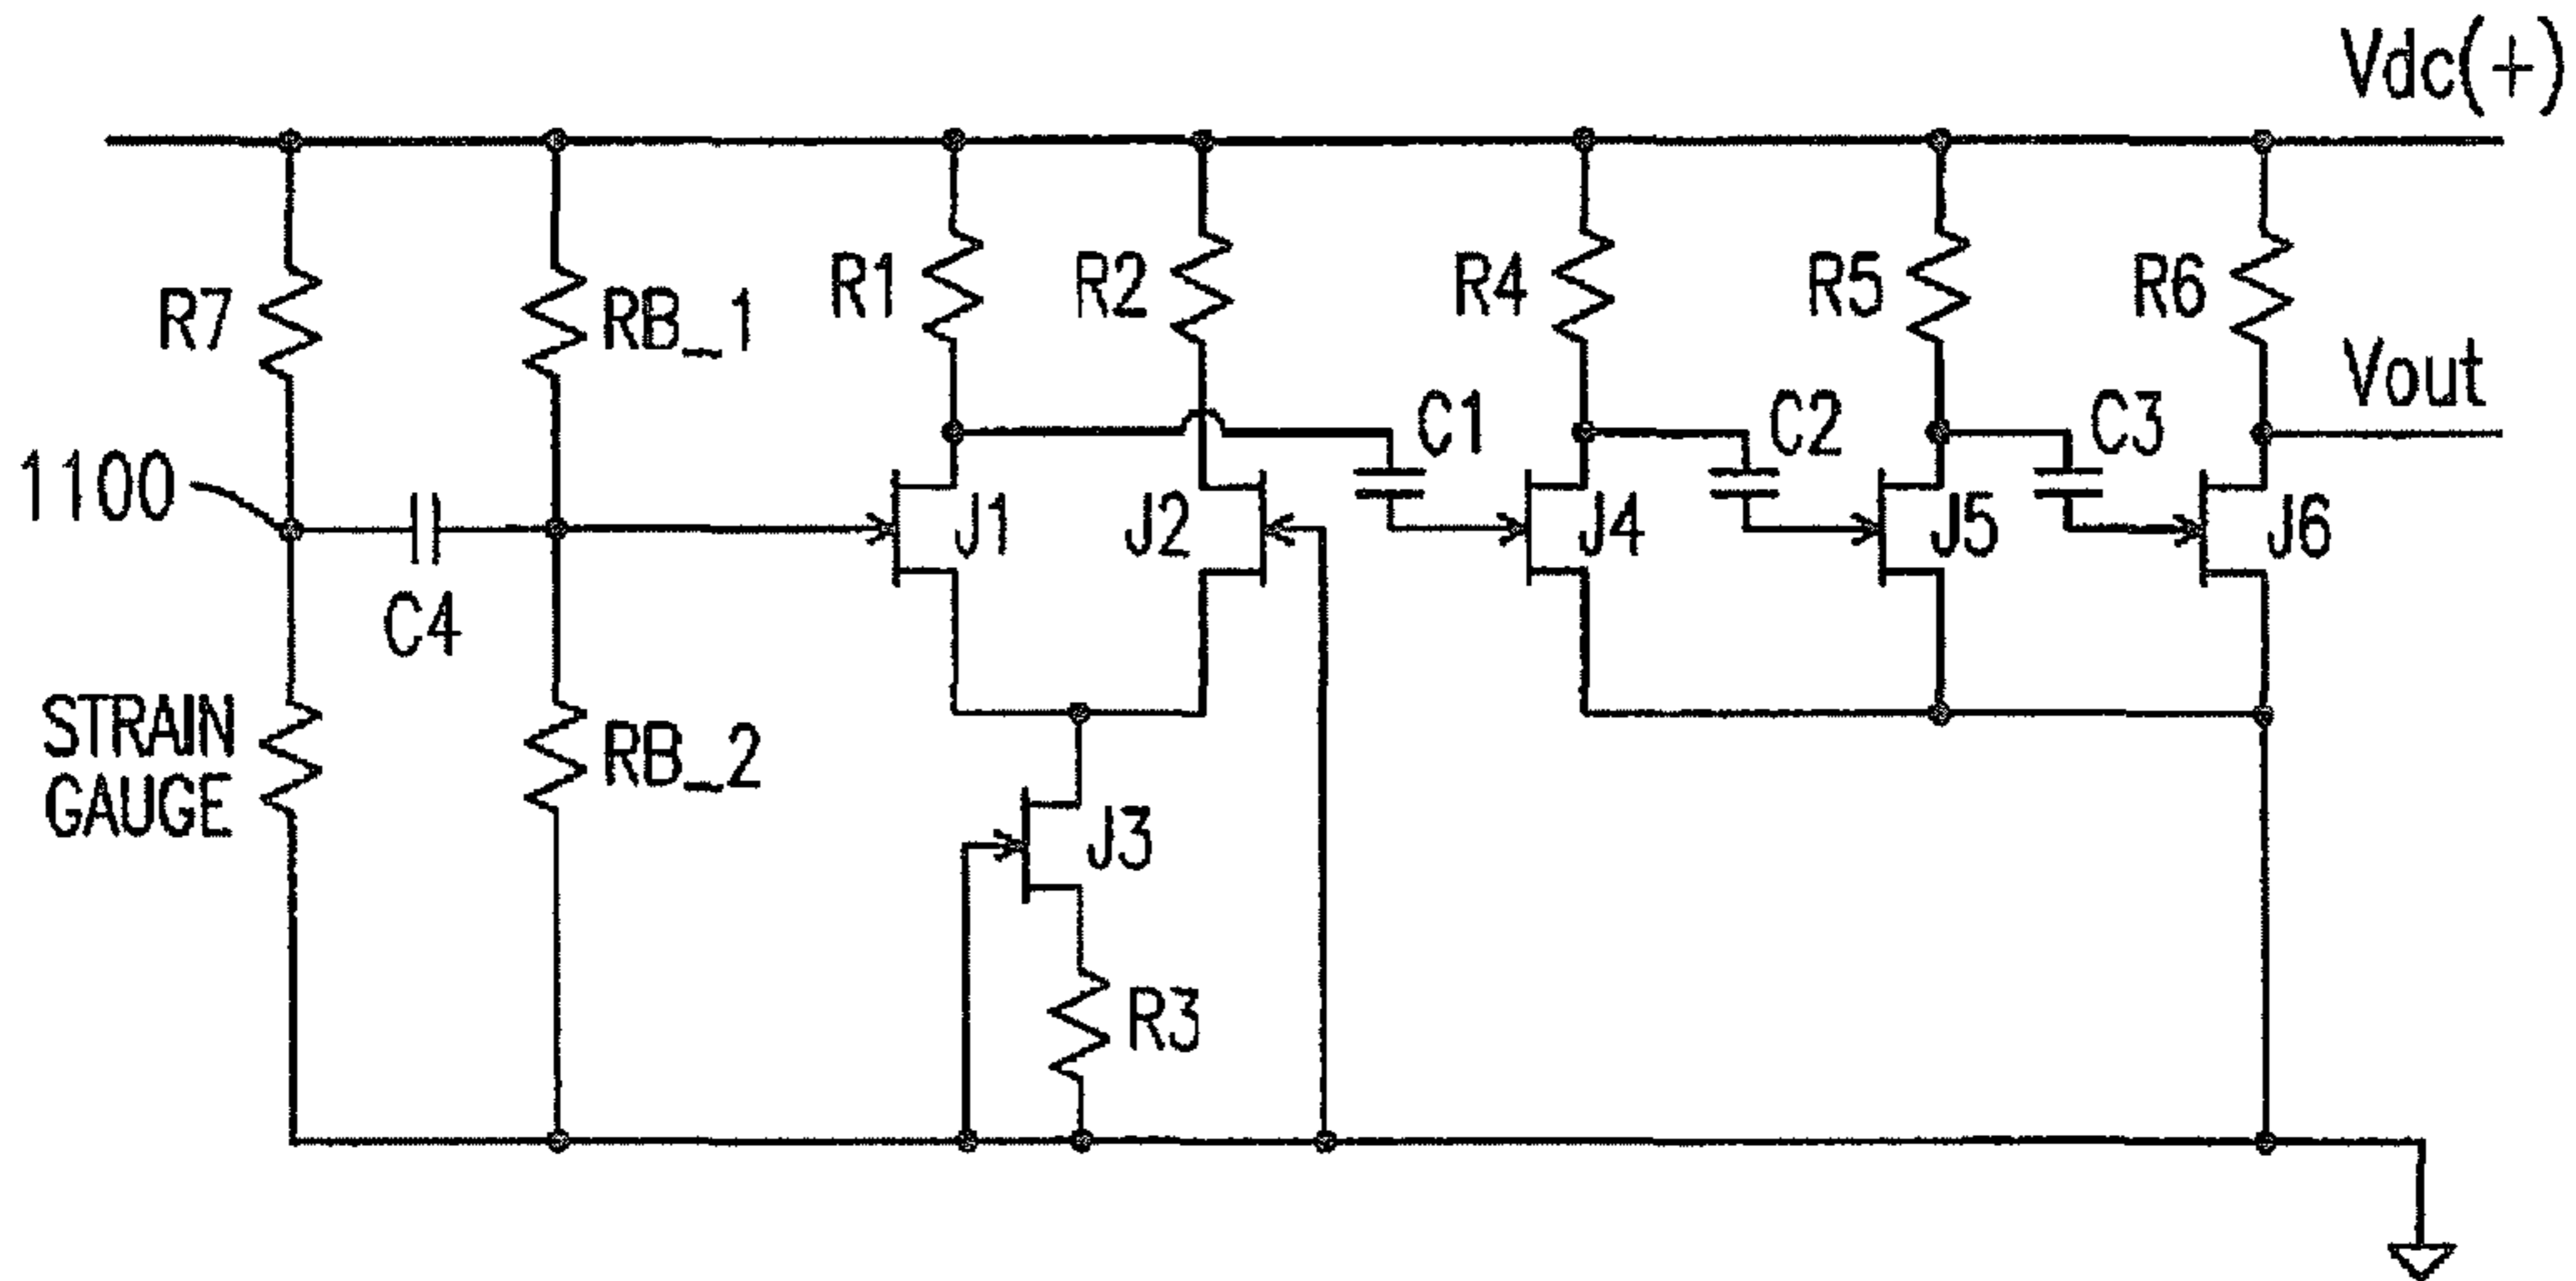 Vdc(+)
R7
RB_1
R1
R2
R4
R5
R6
Vout
C1
C2
C3
1100
J1
J2
J4
J5
J6
C4
STRAIN
GAUGE
RB_2
J3
R3